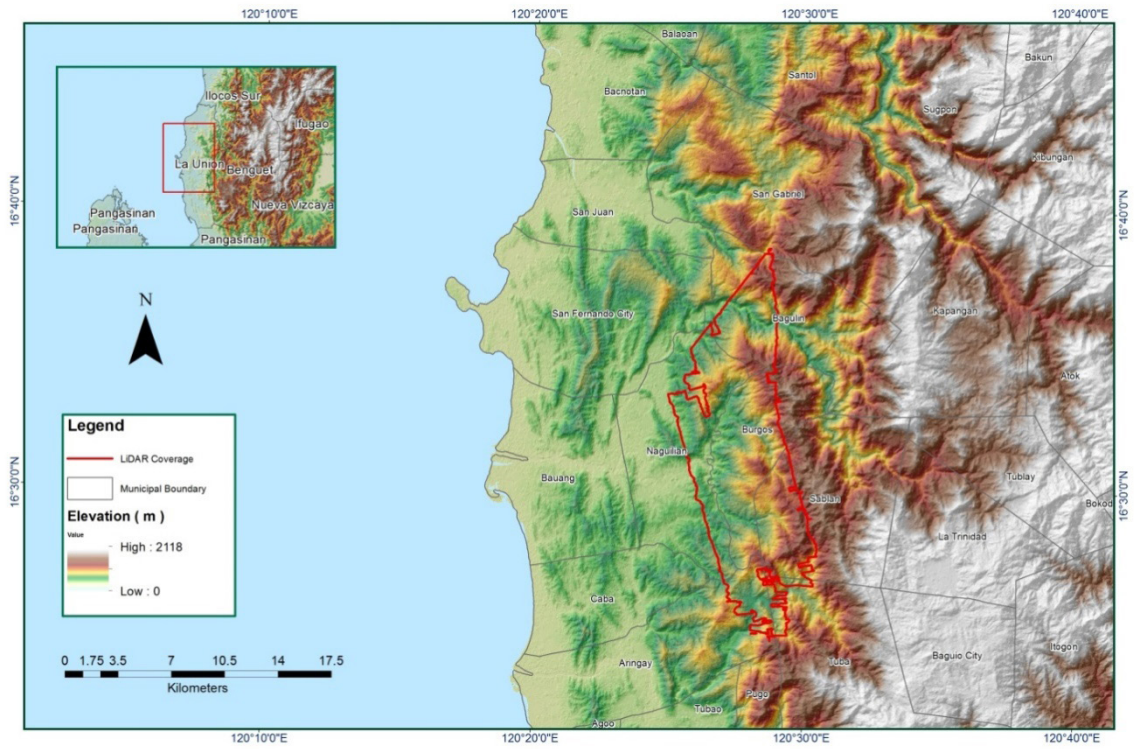 120°10'0"E
120°20'0"E
120°30'0"E
120°40'0"E
Balaoan
Bakun
Santol
Bacnotan
Sugpon
Ilocos Sur
Ifugao
La Union
Benguet
Kibungan
Nueva Vizcaya
Pangasinan
Pangasinan
Pangasinan
16°40'0"N
16°40'0"N
San Gabriel
San Juan
N
San Fernando City
Bagulin
Kapangan
Atok
Legend
LiDAR Coverage
Municipal Boundary
Elevation ( m )
Value
High : 2118
Low : 0
Burgos
Naguilian
Bauang
16°30'0"N
16°30'0"N
Sablan
Tublay
Bokod
La Trinidad
Caba
Aringay
Tuba
Baguio City
Itogon
Pugo
Tubao
Agoo
0 1.75 3.5 7 10.5 14 17.5
Kilometers
120°10'0"E
120°20'0"E
120°30'0"E
120°40'0"E